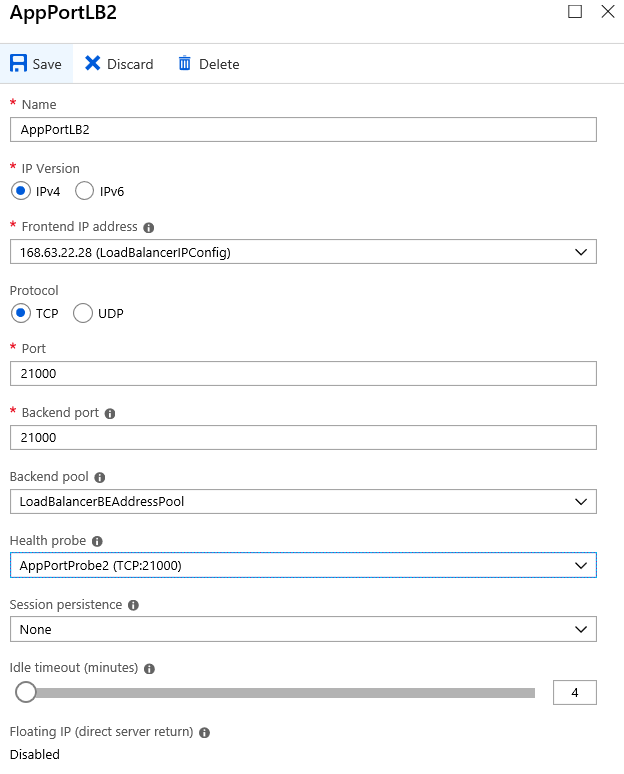 AppPortLB2
Save Discard Delete
* Name
AppPortLB2
* IP Version
IPv4 IPv6
* Frontend IP address
168.63.22.28 (LoadBalancerIPConfig)
Protocol
TCP UDP
* Port
21000
* Backend port
21000
Backend pool
LoadBalancerBEAddressPool
Health probe
AppPortProbe2 (TCP:21000)
Session persistence
None
Idle timeout (minutes)
4
Floating IP (direct server return)
Disabled